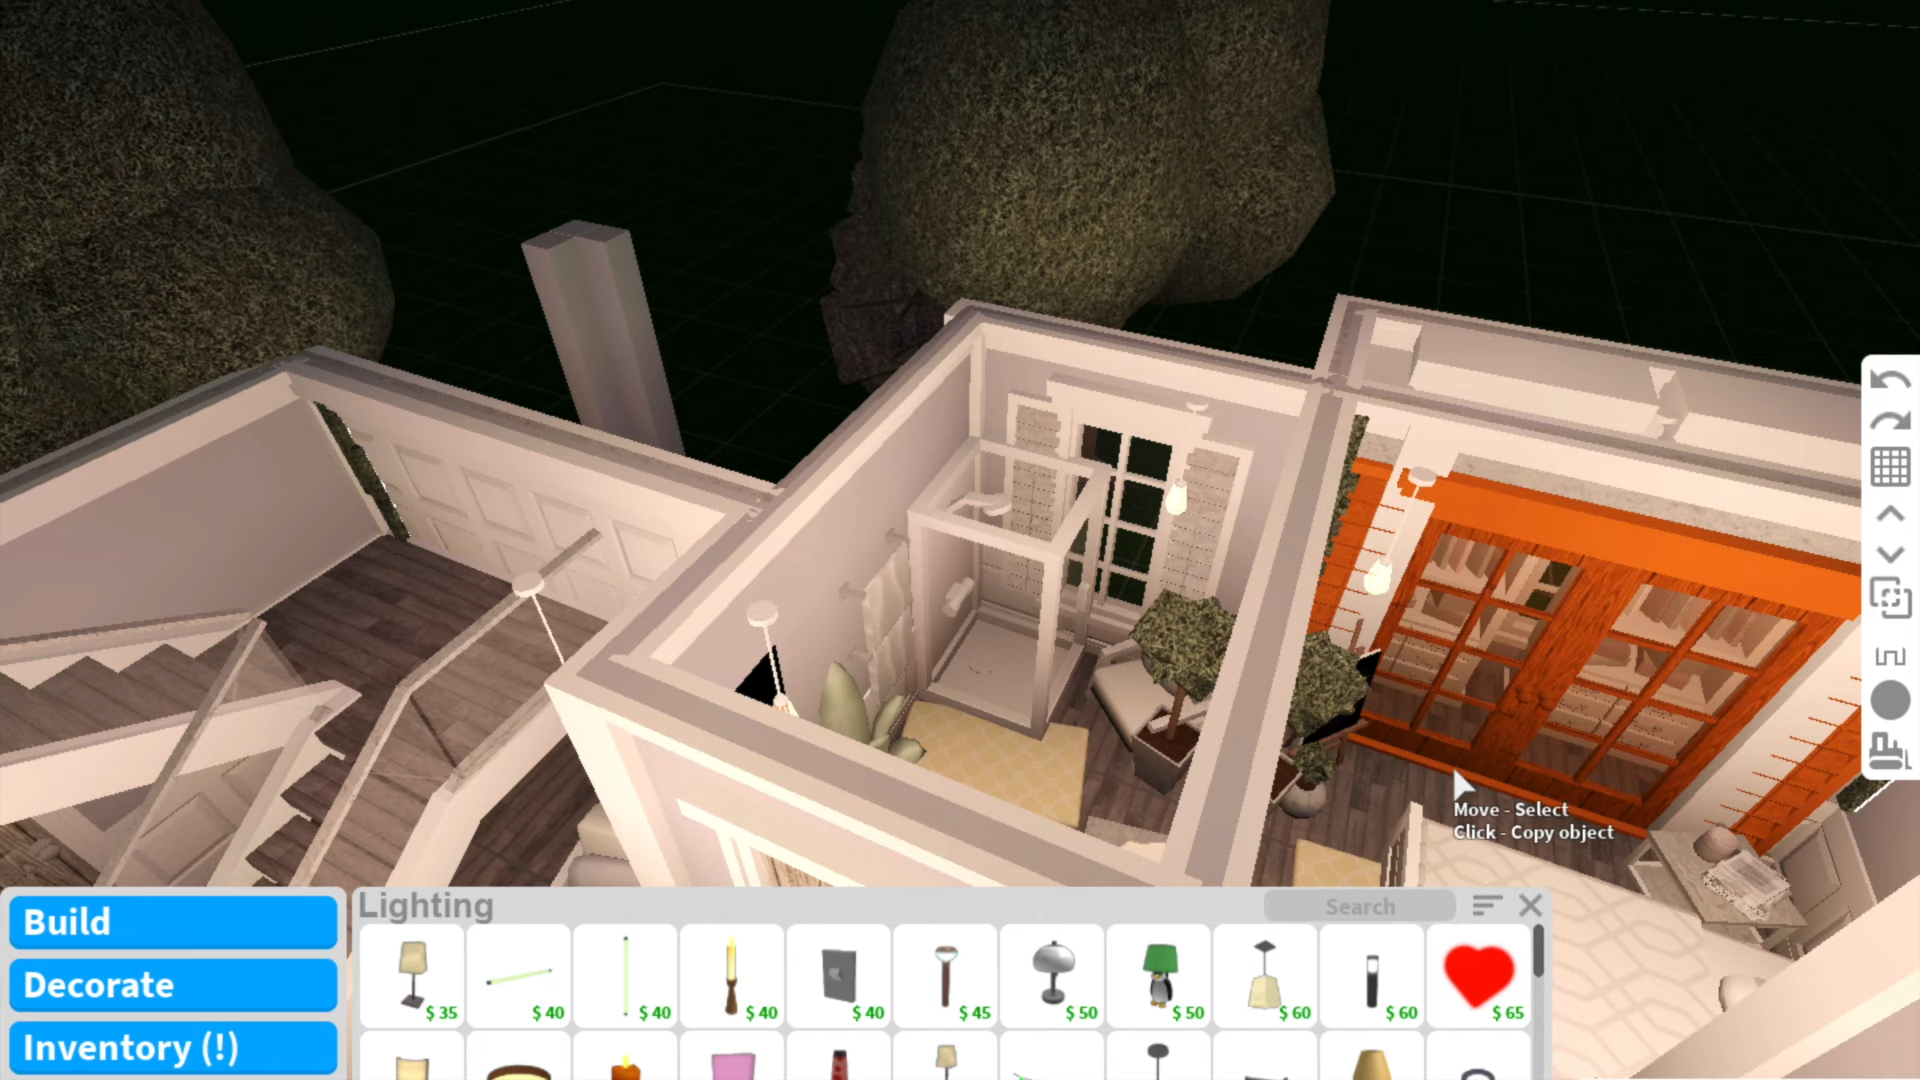 Move - Select
Click - Copy object
Build
Decorate
Inventory (!)
Lighting
Search
$ 35
$ 40
$ 40
$ 40
$ 40
$ 45
$ 50
$ 50
$ 60
$ 60
$ 65